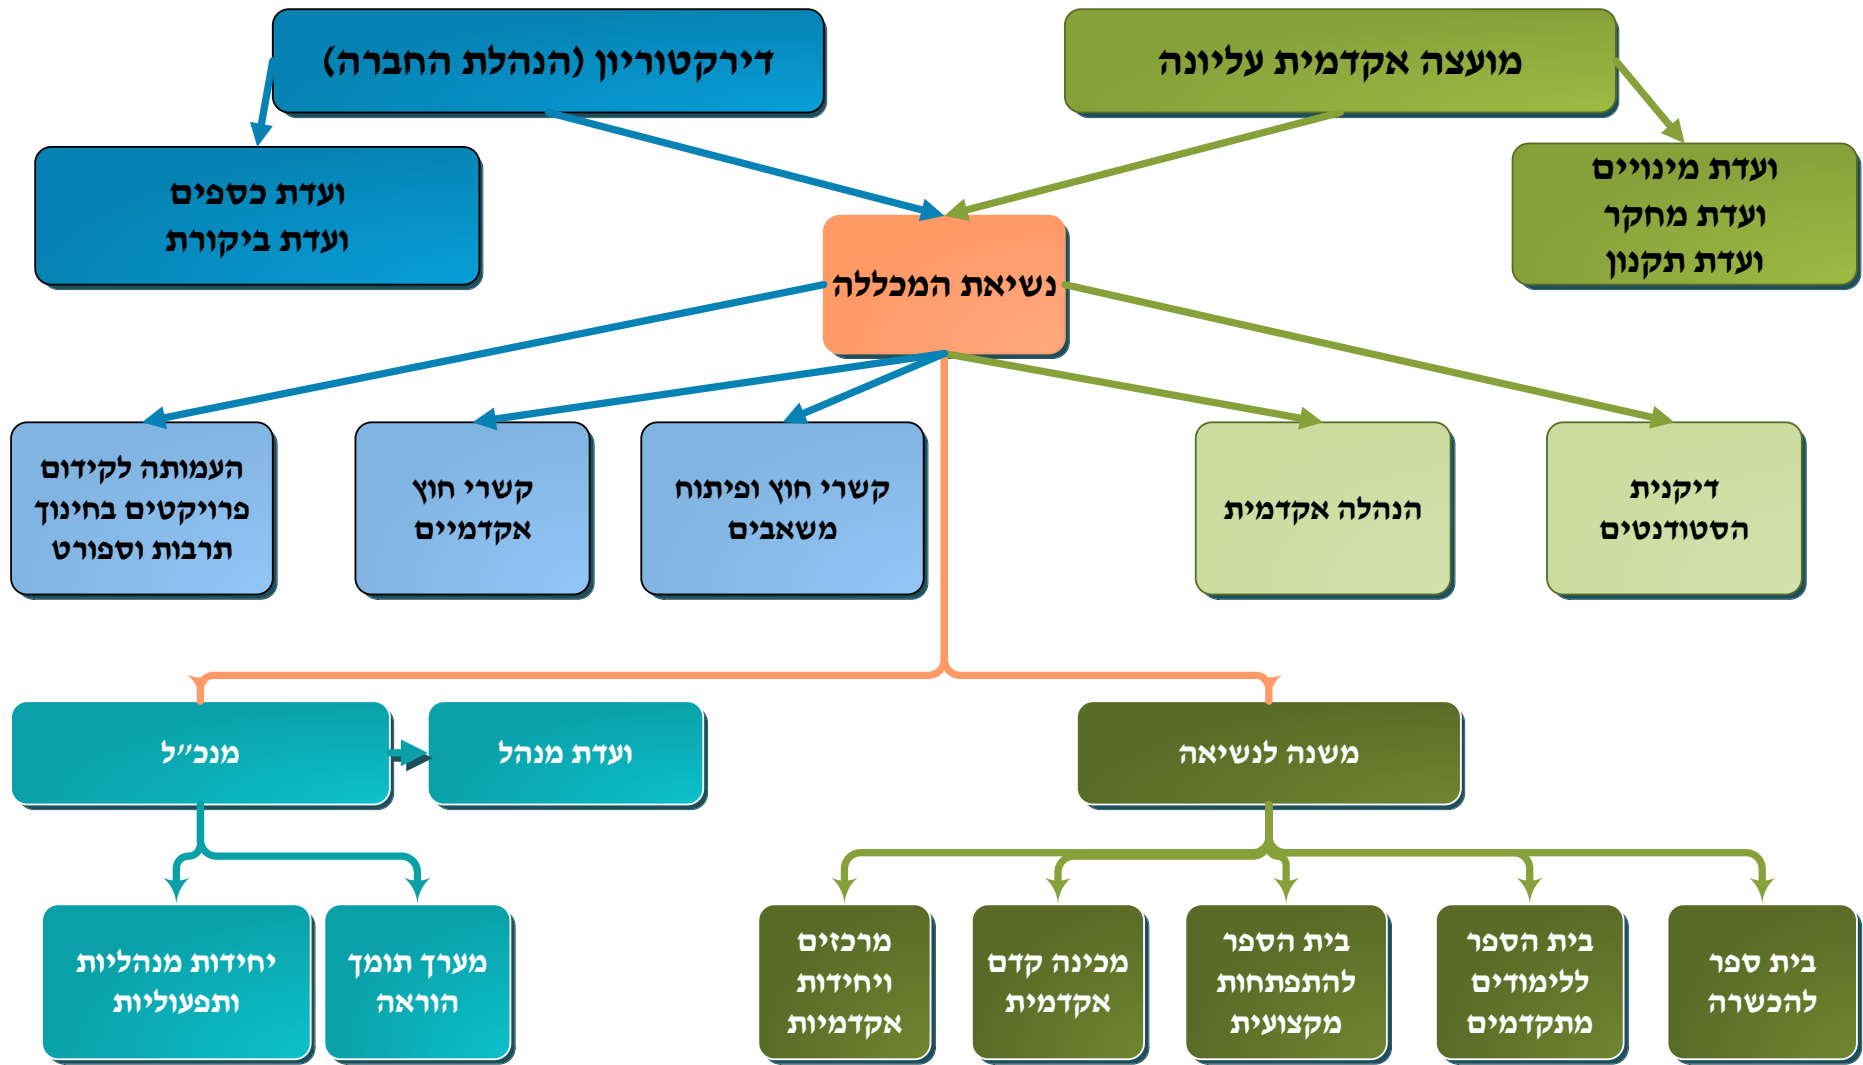 מועצה אקדמית עליונה
דירקטוריון (הנהלת החברה)
ועדת מינויים
ועדת מחקר
ועדת תקנון
ועדת כספים
ועדת ביקורת
נשיאת המכללה
דיקנית
הסטודנטים
הנהלה אקדמית
קשרי חוץ ופיתוח
משאבים
קשרי חוץ
אקדמיים
העמותה לקידום
פרויקטים בחינוך
תרבות וספורט
משנה לנשיאה
ועדת מנהל
מנכ"ל
בית ספר
להכשרה
בית הספר
ללימודים
מתקדמים
בית הספר
להתפתחות
מקצועית
מכינה קדם
אקדמית
מרכזים
ויחידות
אקדמיות
מערך תומך
הוראה
יחידות מנהליות
ותפעוליות